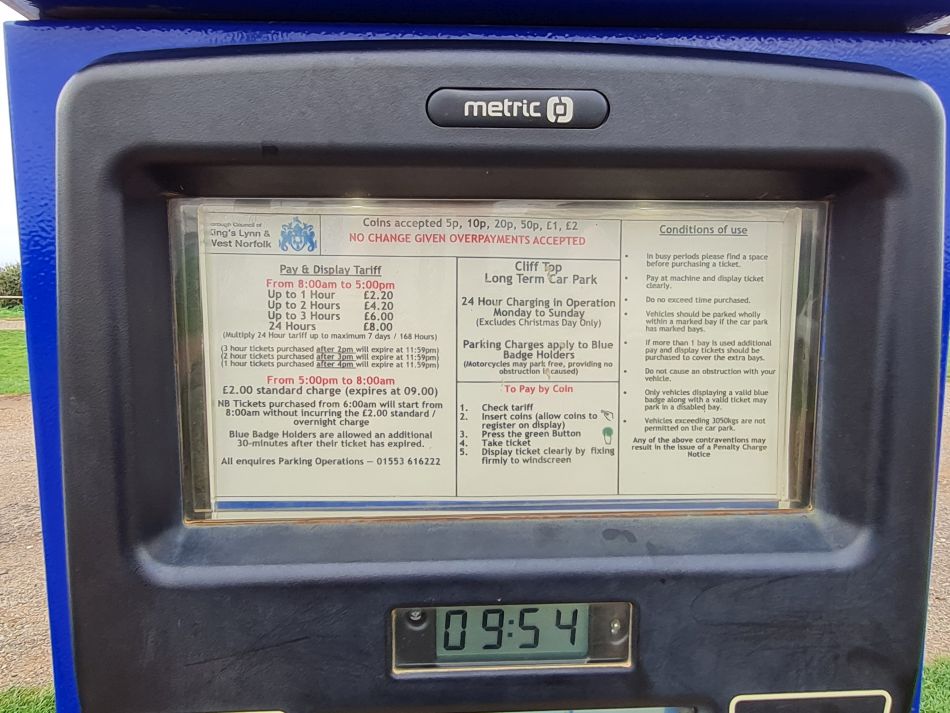 metric
orough Council of
King's Lynn &
West Norfolk
Coins accepted 5p, 10p, 20p, 50p, £1, £2
NO CHANGE GIVEN OVERPAYMENTS ACCEPTED
Pay & Display Tariff
From 8:00am to 5:00pm
Up to 1 Hour £2.20
Up to 2 Hours £4.20
Up to 3 Hours £6.00
24 Hours £8.00
(Multiply 24 Hour tariff up to maximum 7 days / 168 Hours)
(3 hour tickets purchased after 2pm will expire at 11:59pm)
(2 hour tickets purchased after 3pm will expire at 11:59pm)
(1 hour tickets purchased after 4pm will expire at 11.59pm)
From 5:00pm to 8:00am
£2.00 standard charge (expires at 09.00)
NB Tickets purchased from 6:00am will start from
8:00am without incurring the £2.00 standard /
overnight charge
Blue Badge Holders are allowed an additional
30-minutes after their ticket has expired.
All enquires Parking Operations – 01553 616222
Cliff Top
Long Term Car Park
24 Hour Charging in Operation
Monday to Sunday
(Excludes Christmas Day Only)
Parking Charges apply to Blue
Badge Holders
(Motorcycles may park free, providing no
obstruction is caused)
To Pay by Coin
1. Check tariff
2. Insert coins (allow coins to
register on display)
3. Press the green Button
4. Take ticket
5. Display ticket clearly by fixing
firmly to windscreen
Conditions of use
• In busy periods please find a space
before purchasing a ticket.
• Pay at machine and display ticket
clearly.
• Do no exceed time purchased.
• Vehicles should be parked wholly
within a marked bay if the car park
has marked bays.
• If more than 1 bay is used additional
pay and display tickets should be
purchased to cover the extra bays.
• Do not cause an obstruction with your
vehicle.
• Only vehicles displaying a valid blue
badge along with a valid ticket may
park in a disabled bay.
• Vehicles exceeding 3050kgs are not
permitted on the car park.
Any of the above contraventions may
result in the issue of a Penalty Charge
Notice
09:54